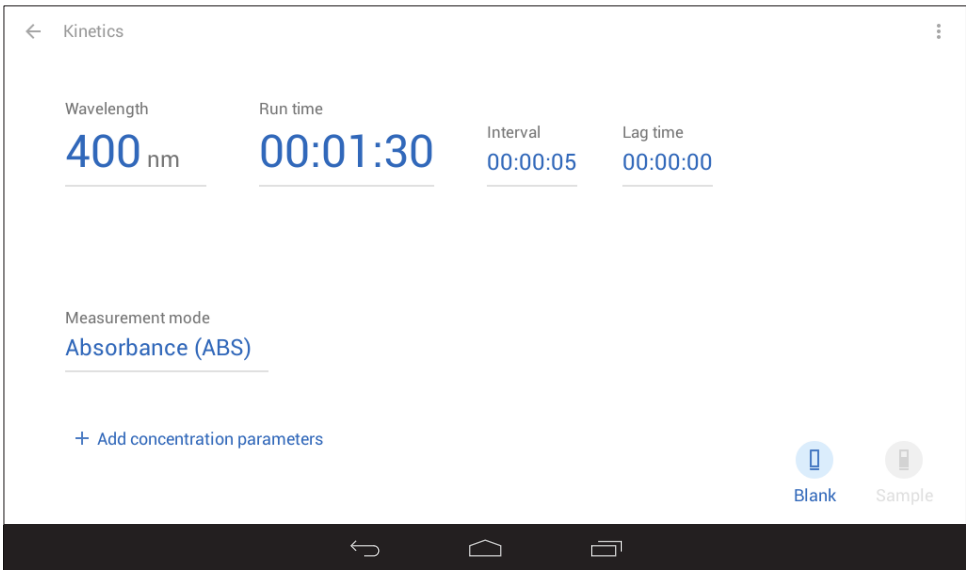 Kinetics
Wavelength
400 nm
Run time
00:01:30
Interval
00:00:05
Lag time
00:00:00
Measurement mode
Absorbance (ABS)
+ Add concentration parameters
Blank
Sample